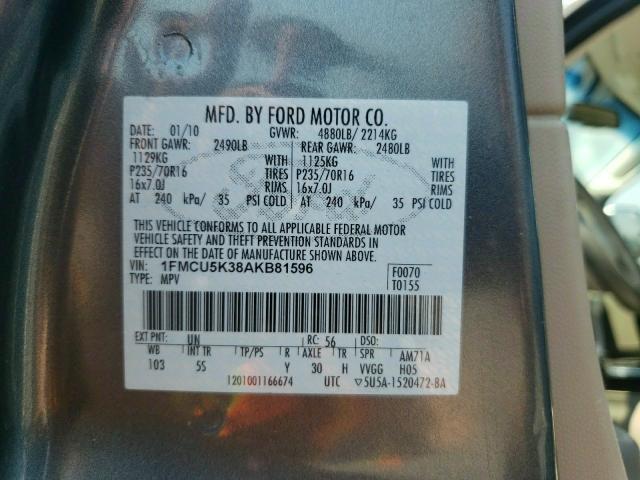 MFD. BY FORD MOTOR CO.
DATE: 01/10 GVWR: 4880LB/ 2214KG
FRONT GAWR: 2490LB REAR GAWR: 2480LB
1129KG WITH 1125KG WITH
P235/70R16 TIRES P235/70R16 TIRES
16x7.0J RIMS 16x7.0J RIMS
AT 240 kPa/ 35 PSI COLD AT 240 kPa/ 35 PSI COLD
THIS VEHICLE CONFORMS TO ALL APPLICABLE FEDERAL MOTOR
VEHICLE SAFETY AND THEFT PREVENTION STANDARDS IN
EFFECT ON THE DATE OF MANUFACTURE SHOWN ABOVE.
VIN: 1FMCU5K38AKB81596 F0070
TYPE: MPV T0155
EXT PNT: UN RC: 56 DSO:
WB INT TR TP/PS R AXLE TR SPR AM71A
103 5S Y 30 H VVGG H05
1201001166674 UTC ▽5U5A-1520472-BA
Ford